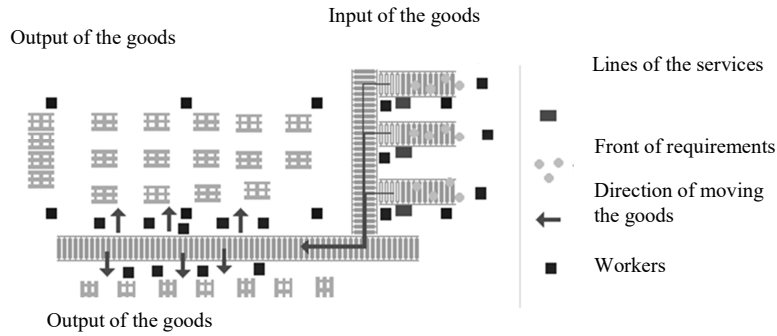 Input of the goods
Output of the goods
Lines of the services
Front of requirements
Direction of moving
the goods
Workers
Output of the goods